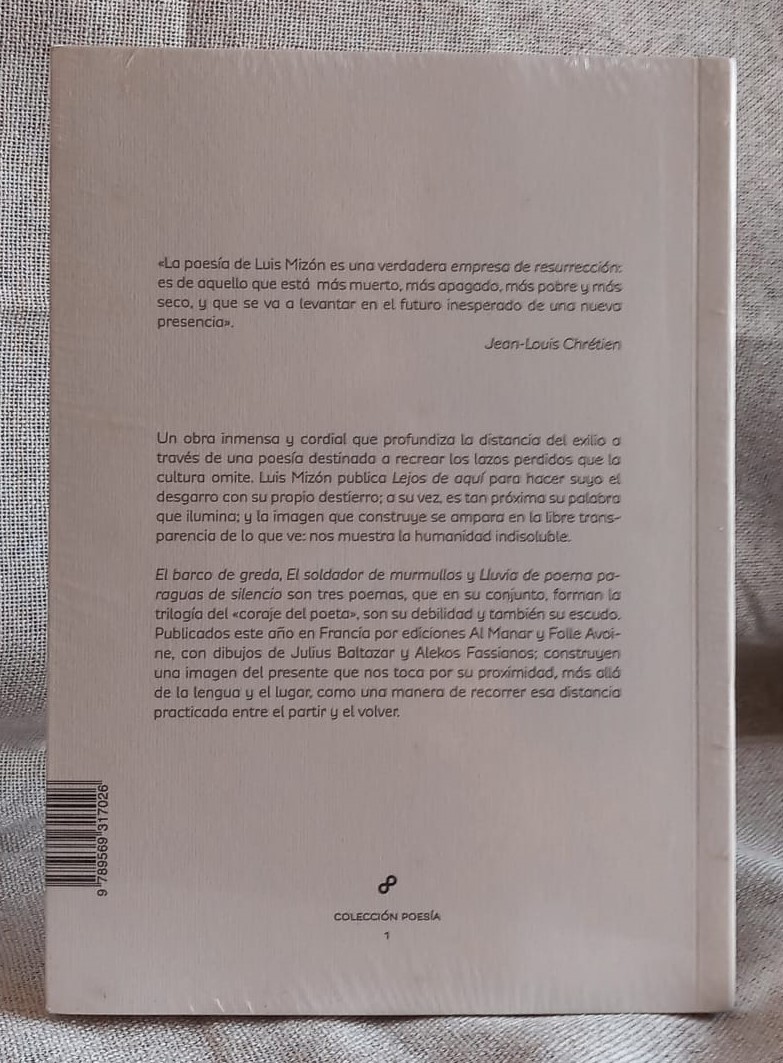 «La poesía de Luis Mizón es una verdadera empresa de resurrección:
es de aquello que está más muerto, más apagado, más pobre y más
seco, y que se va a levantar en el futuro inesperado de una nueva
presencia».
Jean-Louis Chrétien
Un obra inmensa y cordial que profundiza la distancia del exilio a
través de una poesía destinada a recrear los lazos perdidos que la
cultura omite. Luis Mizón publica Lejos de aquí para hacer suyo el
desgarro con su propio destierro; a su vez, es tan próxima su palabra
que ilumina; y la imagen que construye se ampara en la libre trans-
parencia de lo que ve: nos muestra la humanidad indisoluble.
El barco de greda, El soldador de murmullos y Lluvia de poema pa-
raguas de silencio son tres poemas, que en su conjunto, forman la
trilogía del «coraje del poeta», son su debilidad y también su escudo.
Publicados este año en Francia por ediciones Al Manar y Folle Avoi-
ne, con dibujos de Julius Baltazar y Alekos Fassianos; construyen
una imagen del presente que nos toca por su proximidad, más allá
de la lengua y el lugar, como una manera de recorrer esa distancia
practicada entre el partir y el volver.
9 789569 317026
COLECCIÓN POESÍA
1